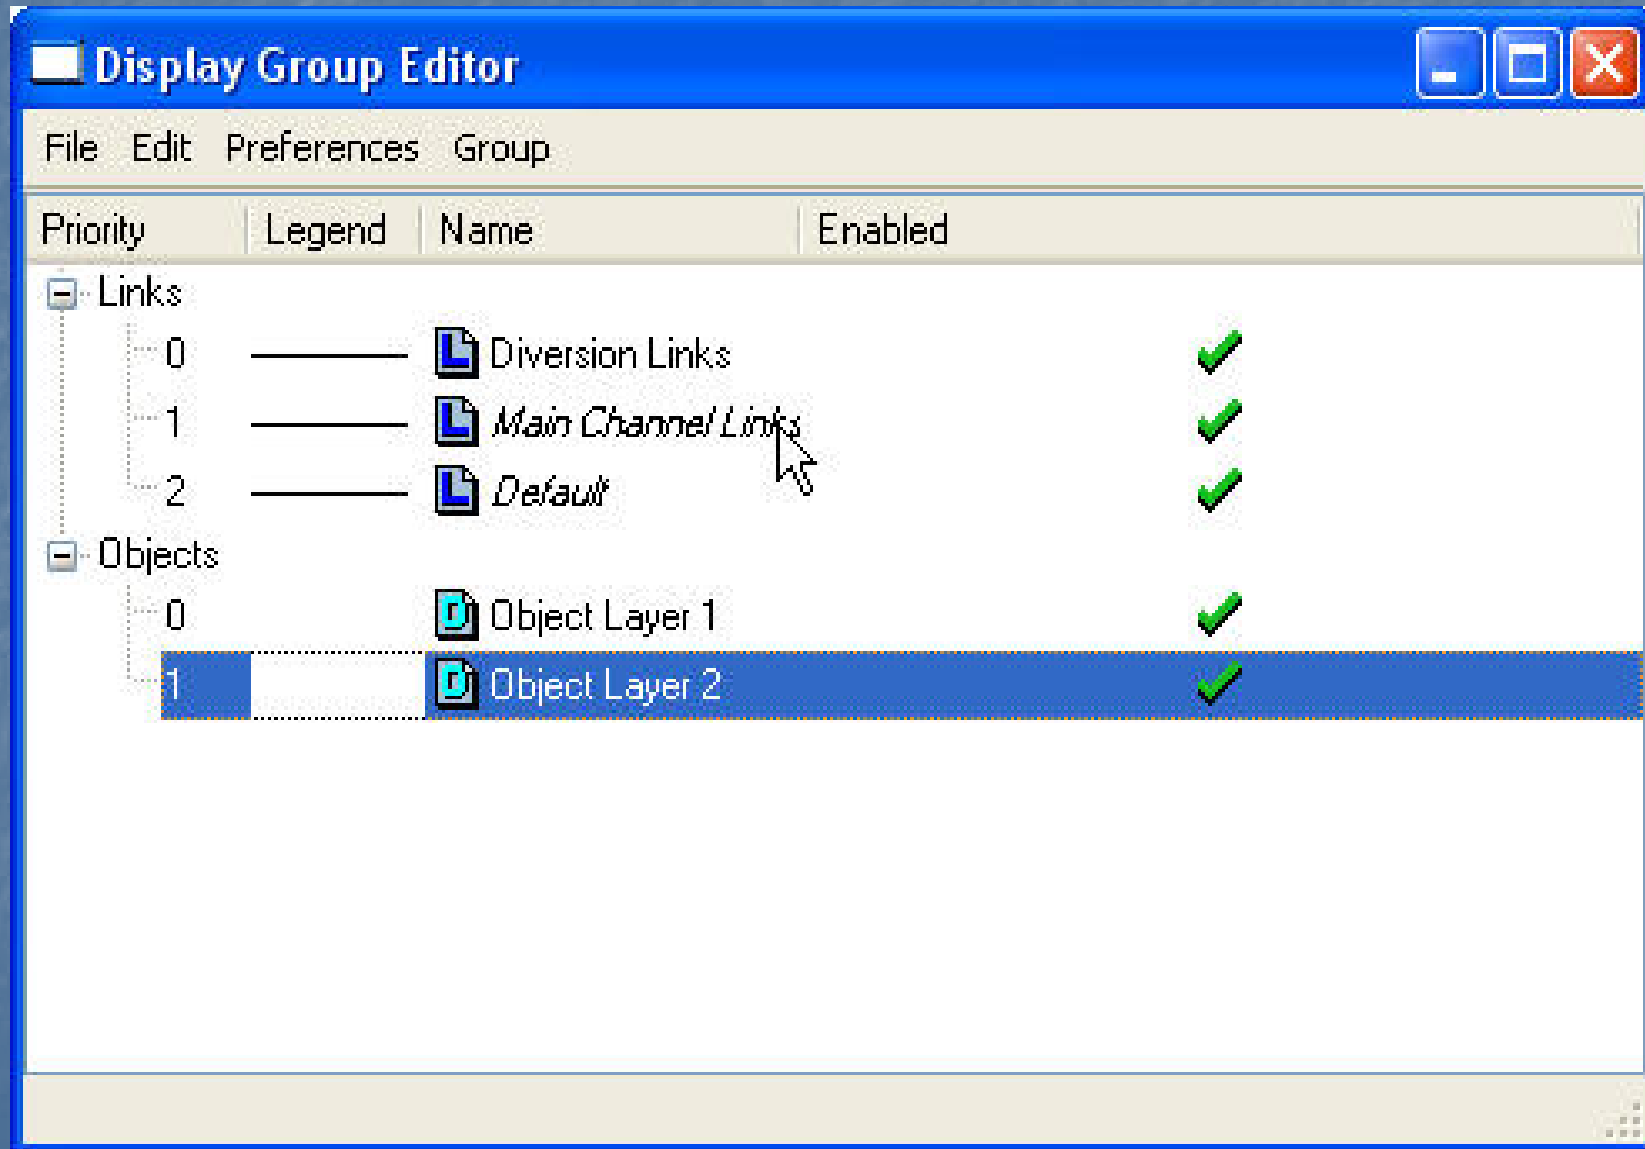 Display Group Editor
File Edit Preferences Group
Priority Legend Name Enabled
Links
0 L Diversion Links
1 L Main Channel Links
2 L Default
Objects
0 D Object Layer 1
1 D Object Layer 2